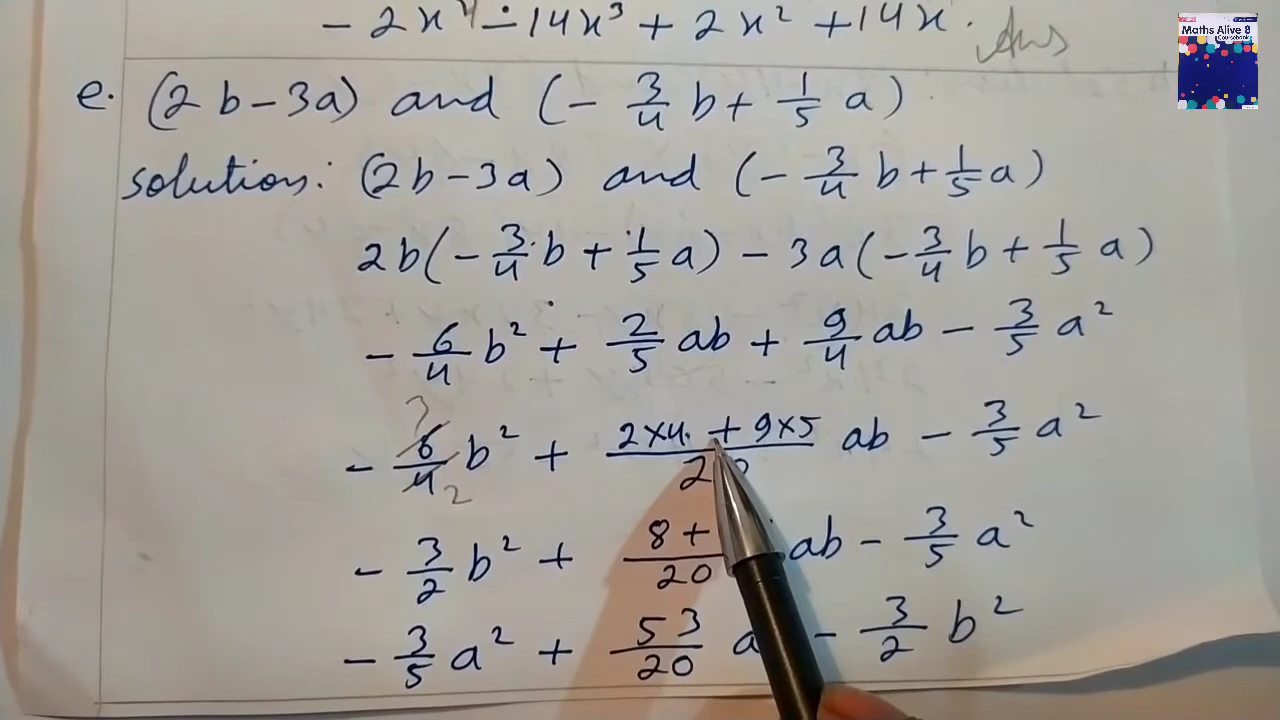 - 2x⁴ - 14x³ + 2x² + 14x. Ans
Maths Alive 8
Coursebook
e. (2b - 3a) and (- 3/4 b + 1/5 a)
solution: (2b - 3a) and (- 3/4 b + 1/5 a)
2b(- 3/4 b + 1/5 a) - 3a(- 3/4 b + 1/5 a)
- 6/4 b² + 2/5 ab + 9/4 ab - 3/5 a²
3
- 6/4 b² + (2×4 + 9×5)/20 ab - 3/5 a²
2
- 3/2 b² + 8 + /20 ab - 3/5 a²
- 3/5 a² + 53/20 a - 3/2 b²